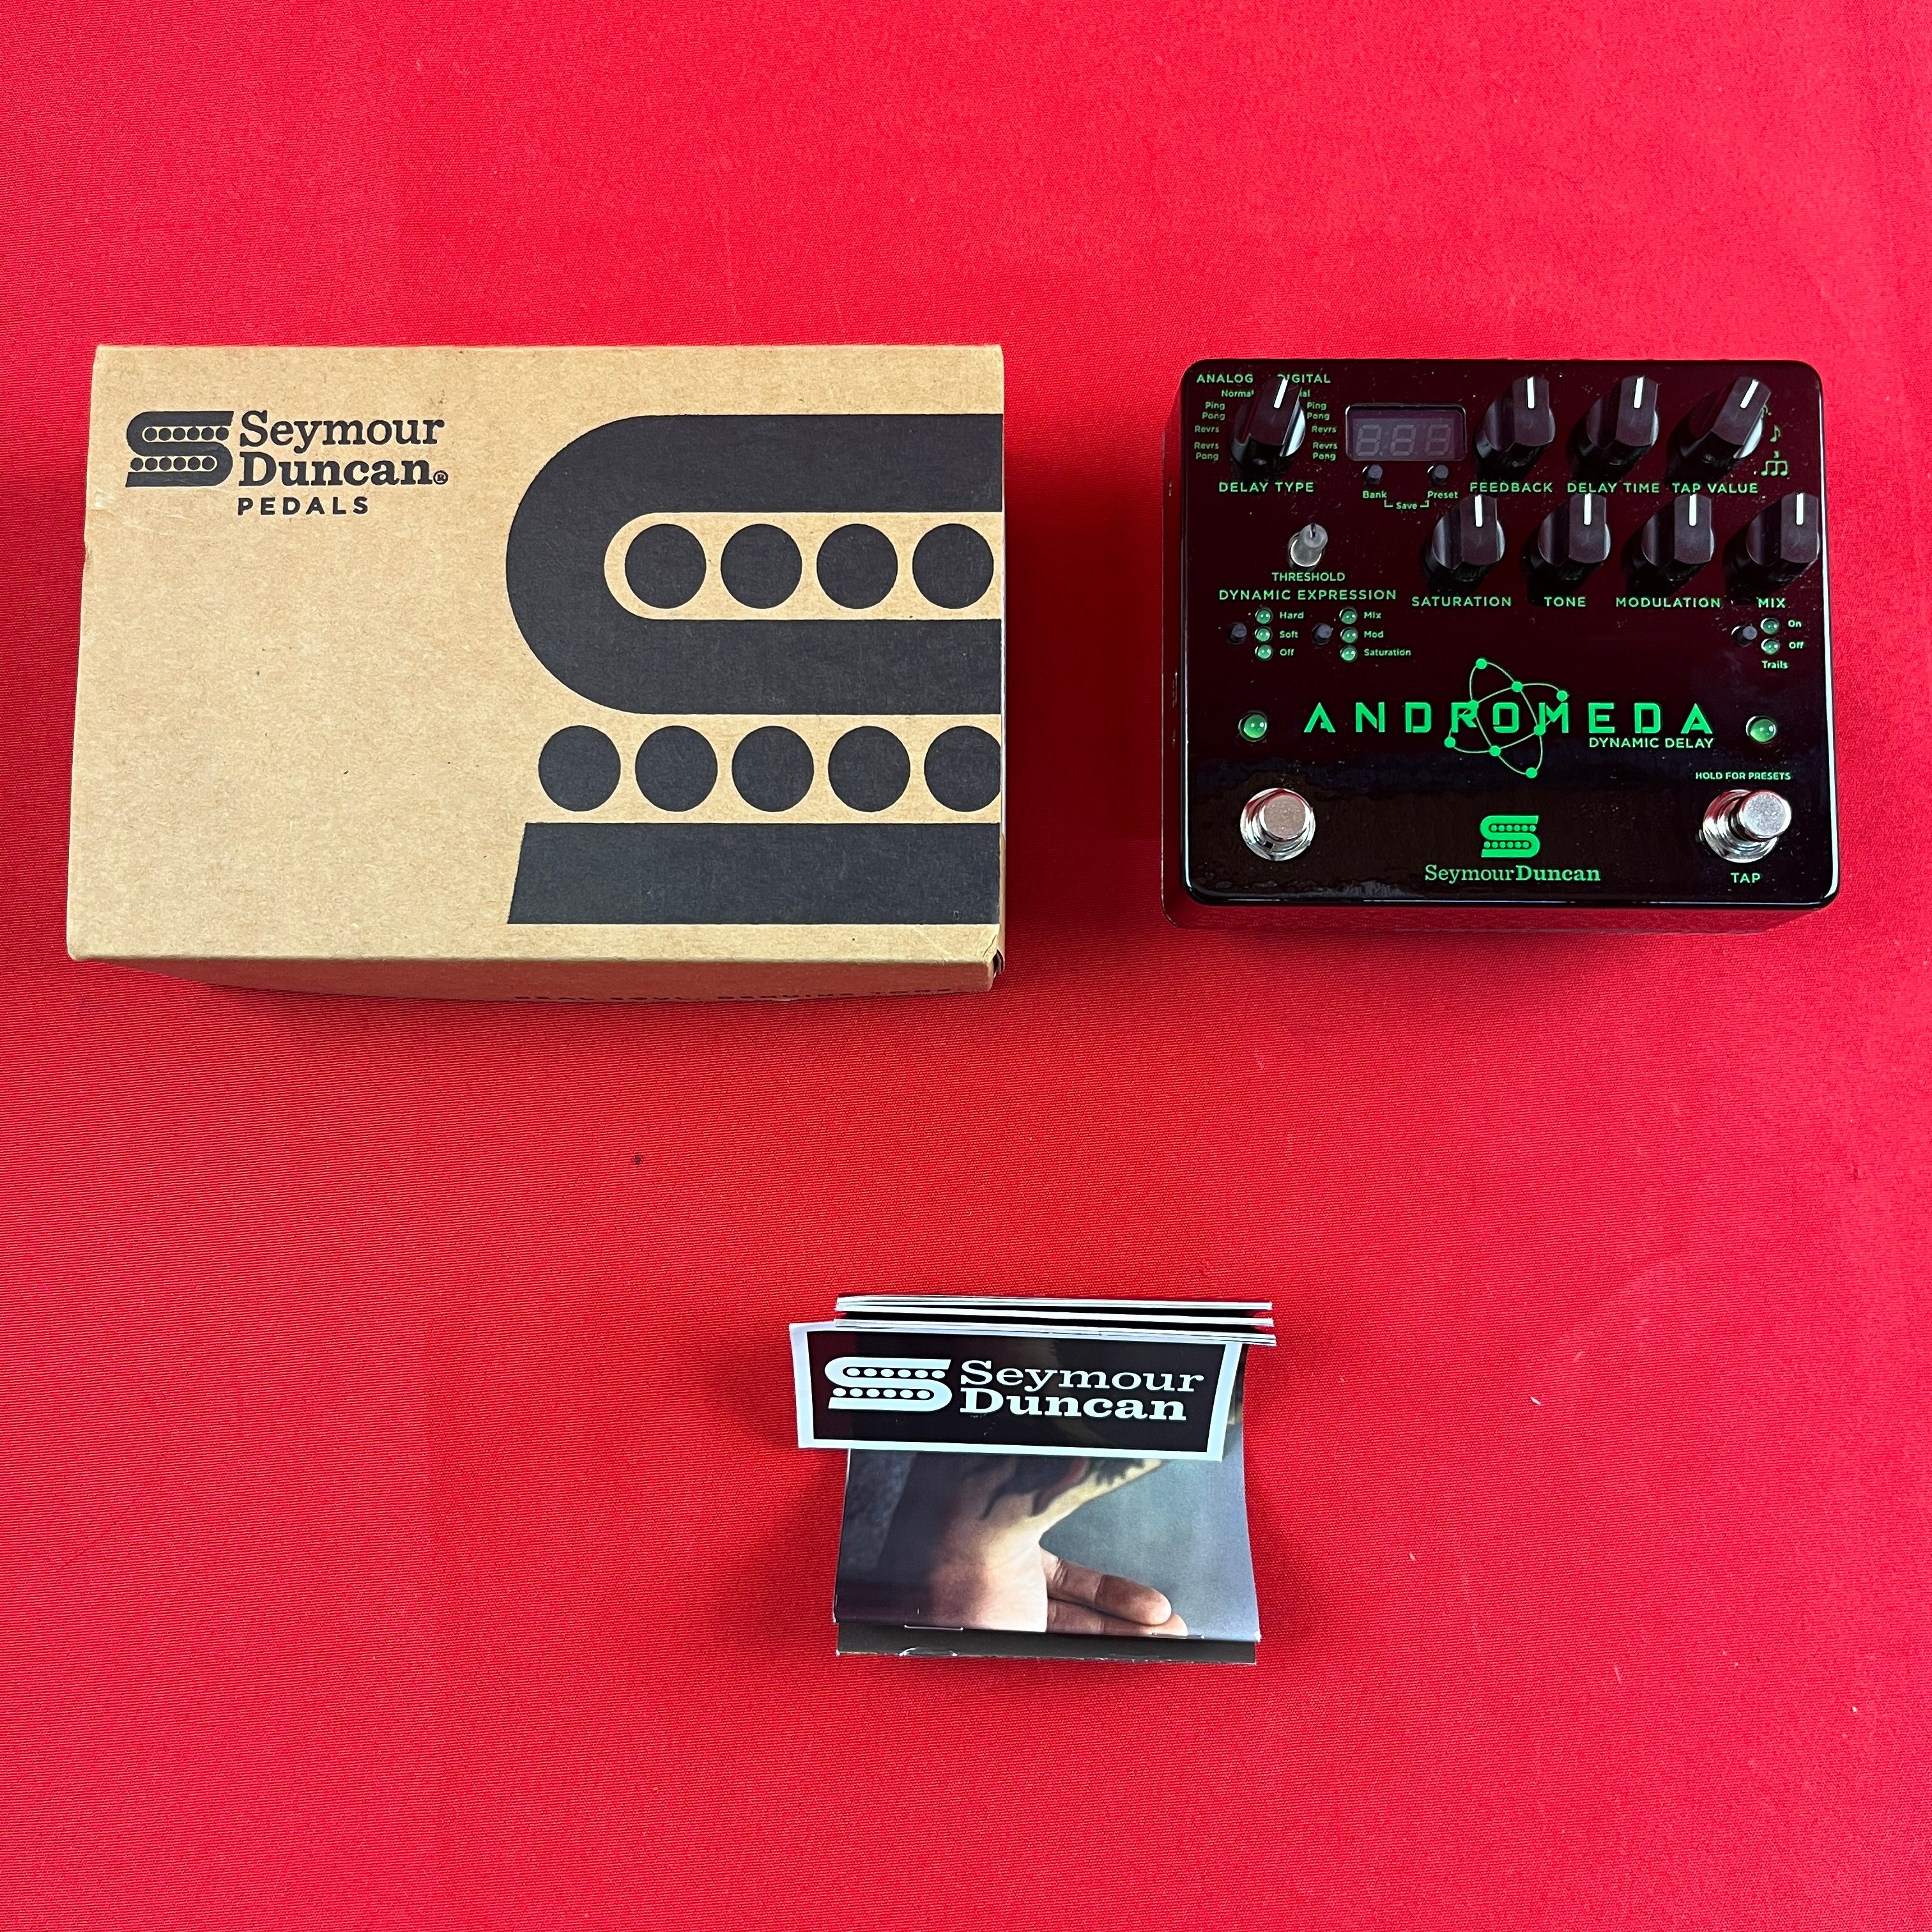 Seymour
Duncan®
PEDALS
ANALOG
Normal
Ping
Pong
Revrs
Revrs
Pong
Ping
Pong
Revrs
Revrs
Pong
DELAY TYPE
Bank
Preset
Save
FEEDBACK
DELAY TIME
TAP VALUE
THRESHOLD
DYNAMIC EXPRESSION
Hard
Soft
Off
Mix
Mod
Saturation
SATURATION
TONE
MODULATION
MIX
On
Off
Trails
ANDROMEDA
DYNAMIC DELAY
HOLD FOR PRESETS
SeymourDuncan
TAP
Seymour
Duncan